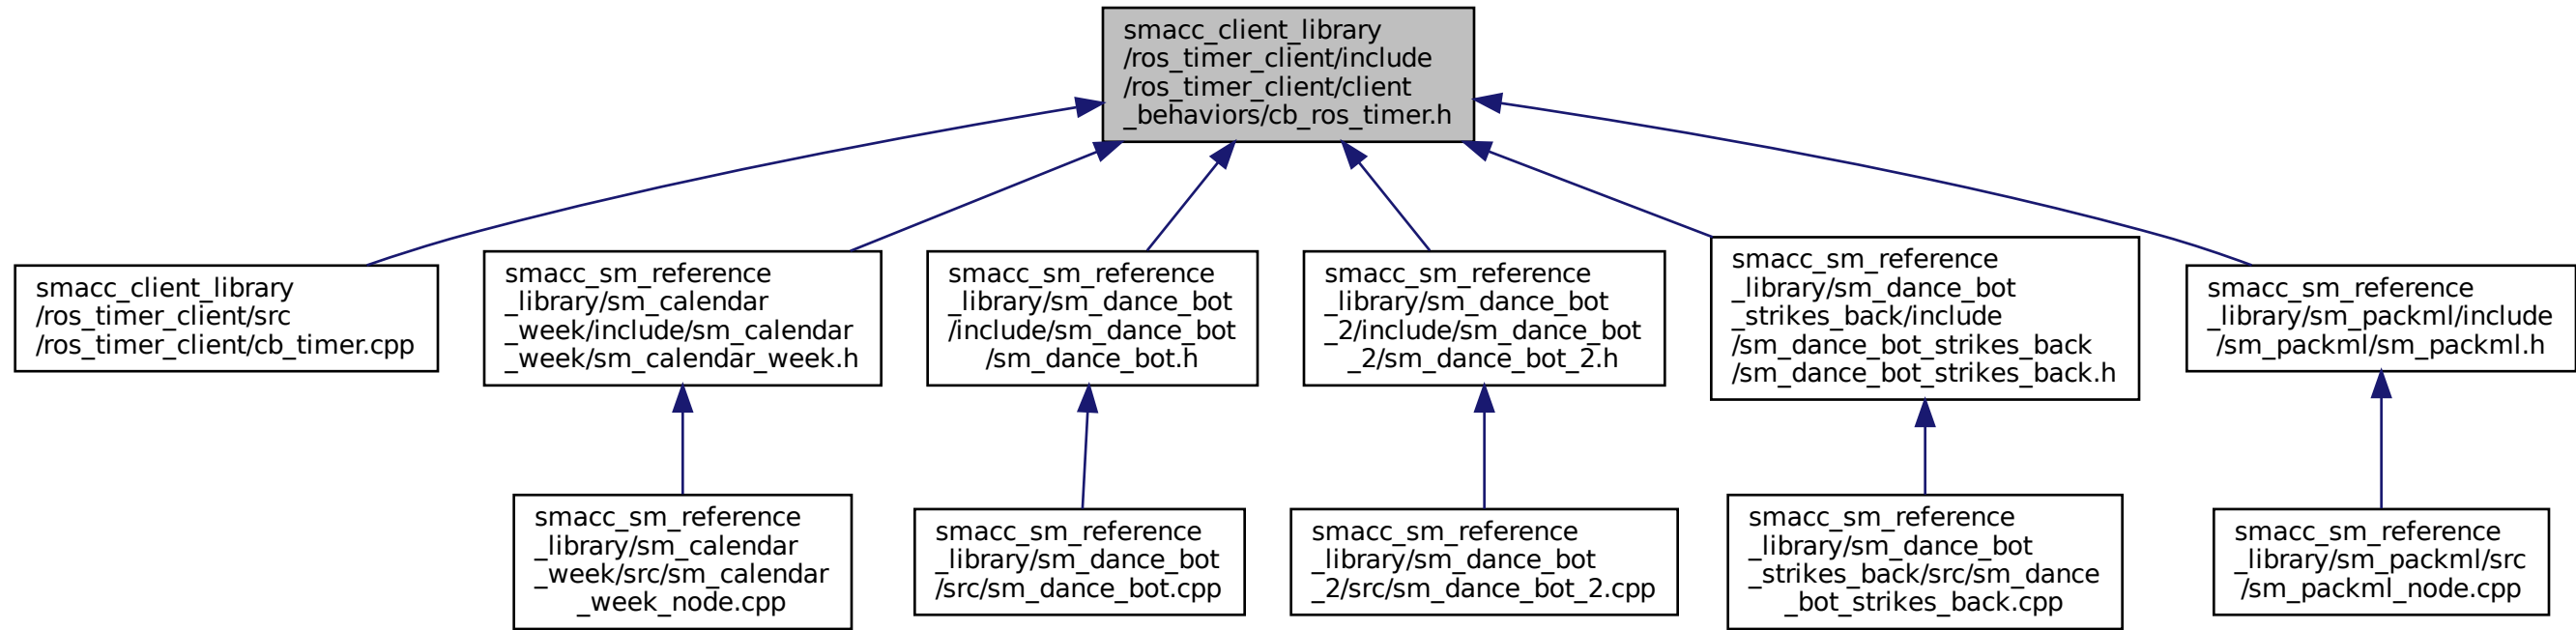 smacc_client_library
/ros_timer_client/include
/ros_timer_client/client
_behaviors/cb_ros_timer.h
smacc_client_library
/ros_timer_client/src
/ros_timer_client/cb_timer.cpp
smacc_sm_reference
_library/sm_calendar
_week/include/sm_calendar
_week/sm_calendar_week.h
smacc_sm_reference
_library/sm_dance_bot
/include/sm_dance_bot
/sm_dance_bot.h
smacc_sm_reference
_library/sm_dance_bot
_2/include/sm_dance_bot
_2/sm_dance_bot_2.h
smacc_sm_reference
_library/sm_dance_bot
_strikes_back/include
/sm_dance_bot_strikes_back
/sm_dance_bot_strikes_back.h
smacc_sm_reference
_library/sm_packml/include
/sm_packml/sm_packml.h
smacc_sm_reference
_library/sm_calendar
_week/src/sm_calendar
_week_node.cpp
smacc_sm_reference
_library/sm_dance_bot
/src/sm_dance_bot.cpp
smacc_sm_reference
_library/sm_dance_bot
_2/src/sm_dance_bot_2.cpp
smacc_sm_reference
_library/sm_dance_bot
_strikes_back/src/sm_dance
_bot_strikes_back.cpp
smacc_sm_reference
_library/sm_packml/src
/sm_packml_node.cpp